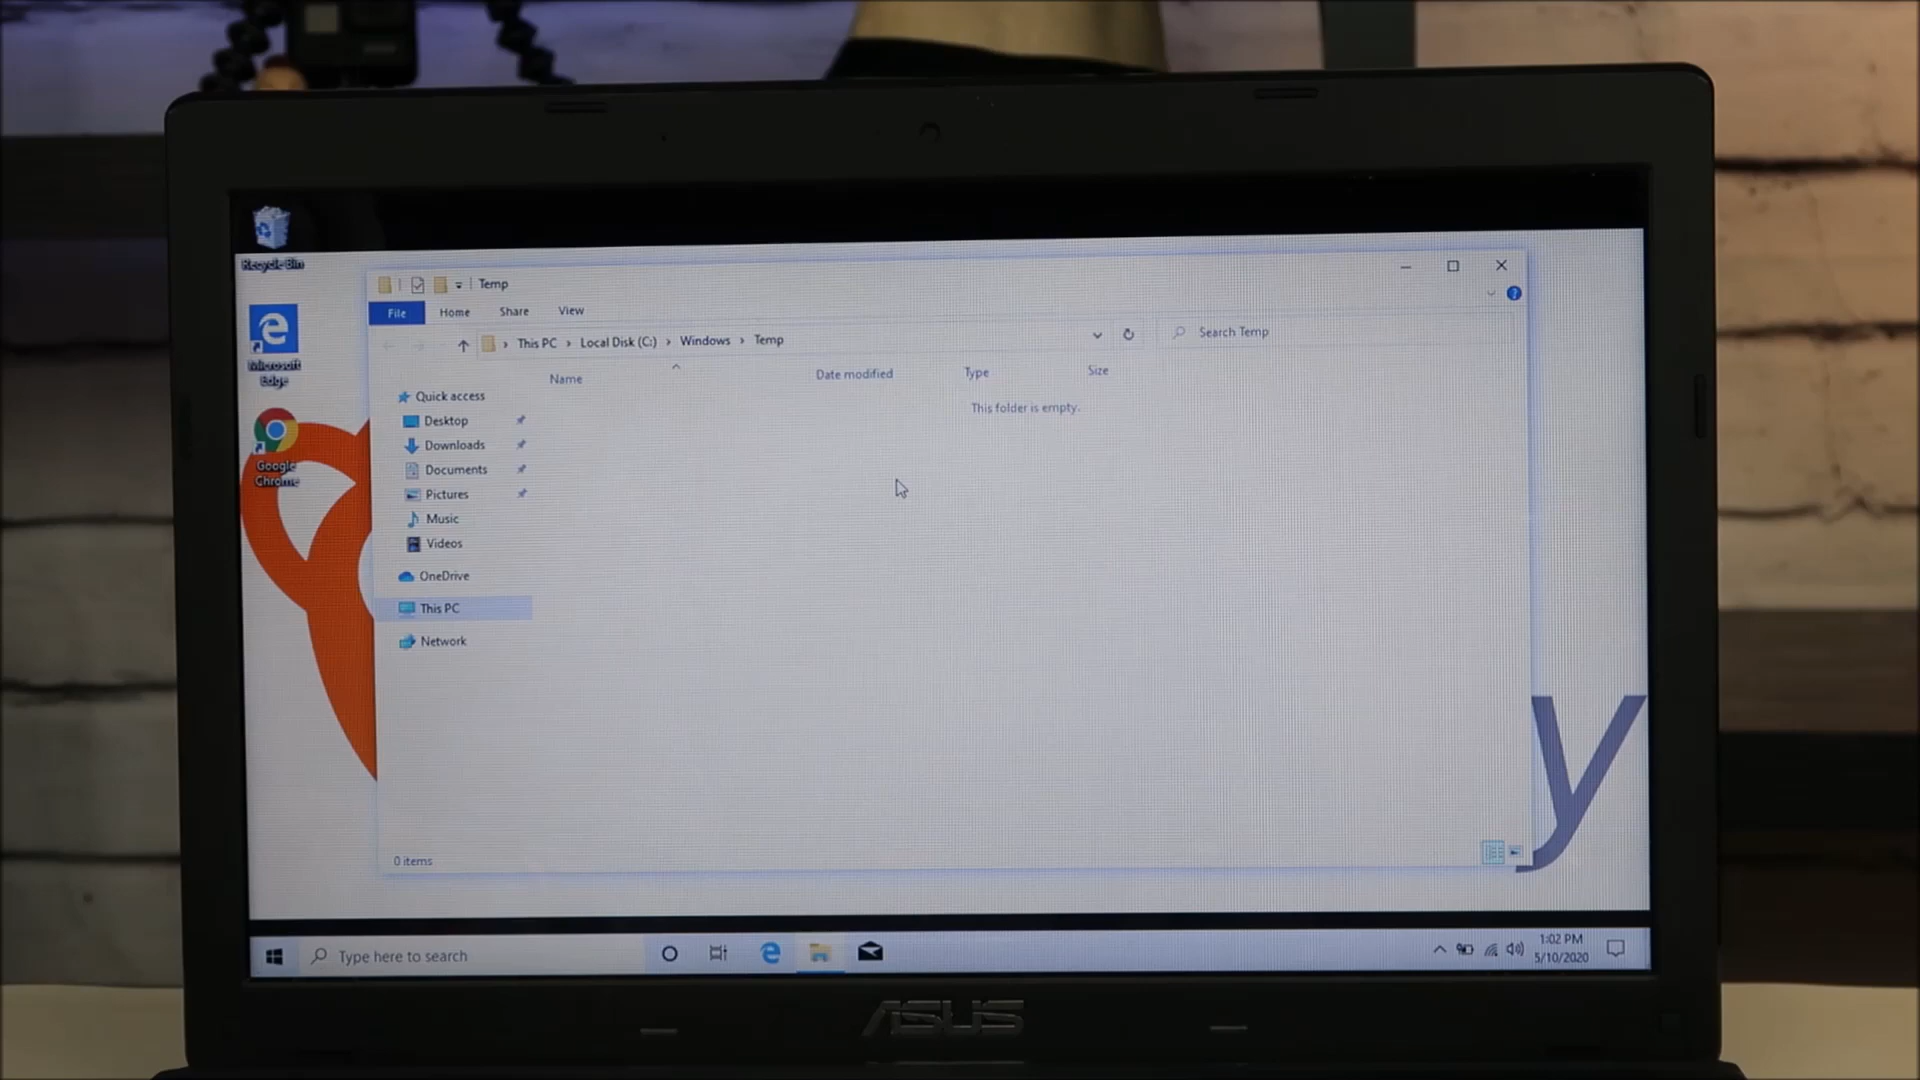 Recycle Bin
Temp
File Home Share View
This PC Local Disk (C:) Windows Temp
Search Temp
Name Date modified Type Size
This folder is empty.
Quick access
Desktop
Downloads
Documents
Pictures
Music
Videos
OneDrive
This PC
Network
0 items
Microsoft
Edge
Google
Chrome
y
Type here to search
1:02 PM
5/10/2020
ASUS